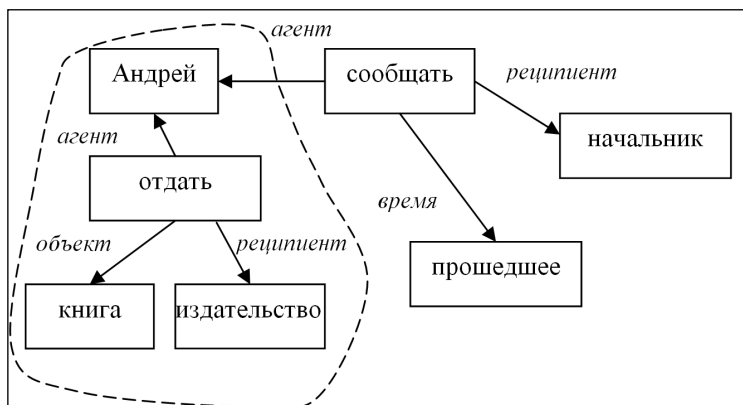 агент
Андрей
сообщать
реципиент
агент
начальник
отдать
время
объект
реципиент
прошедшее
книга
издательство